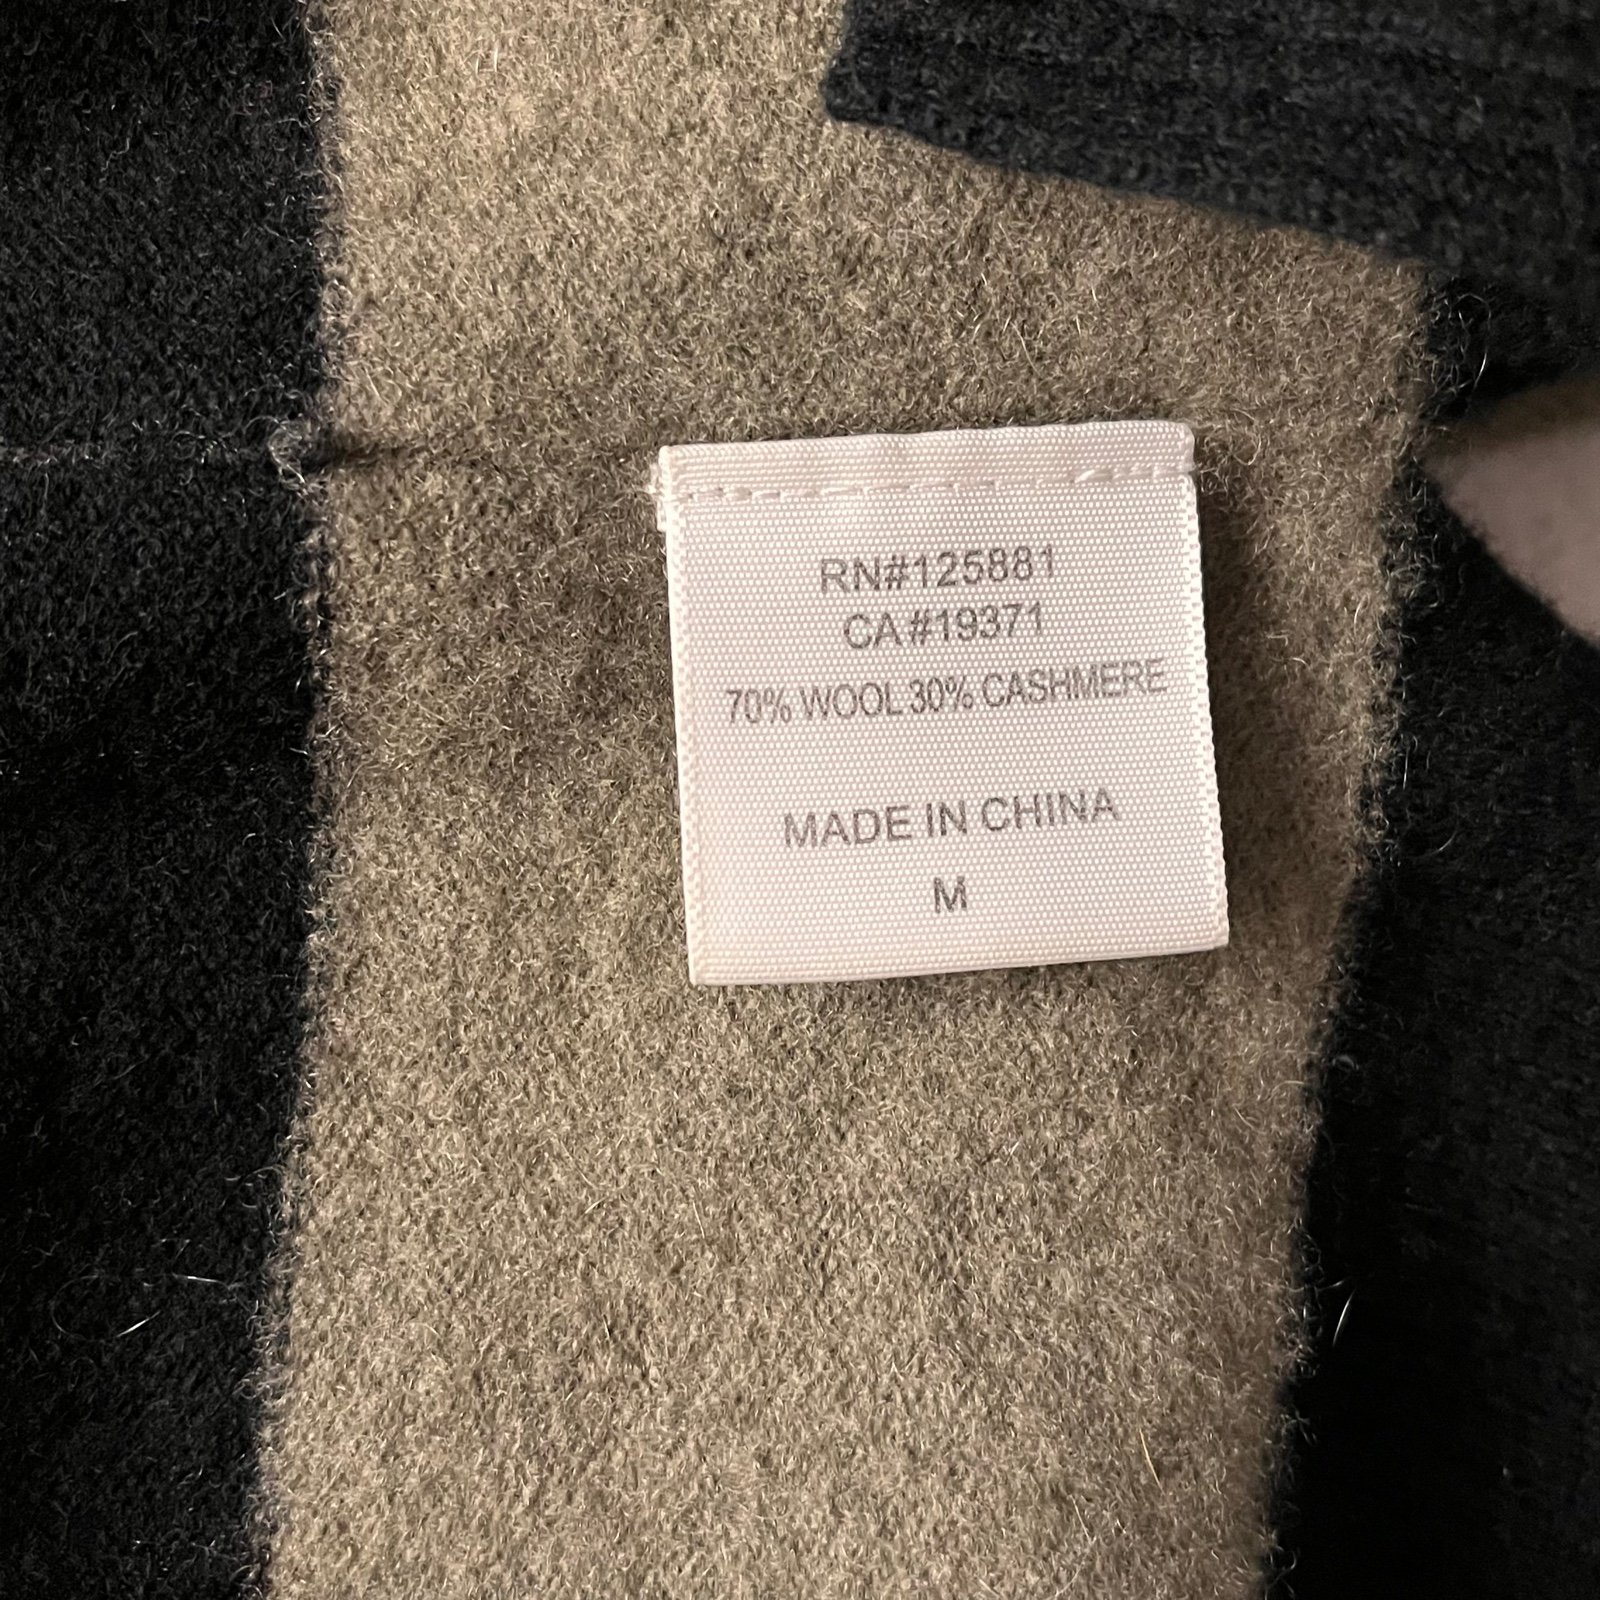 RN#125881
CA#19371
70% WOOL 30% CASHMERE
MADE IN CHINA
M